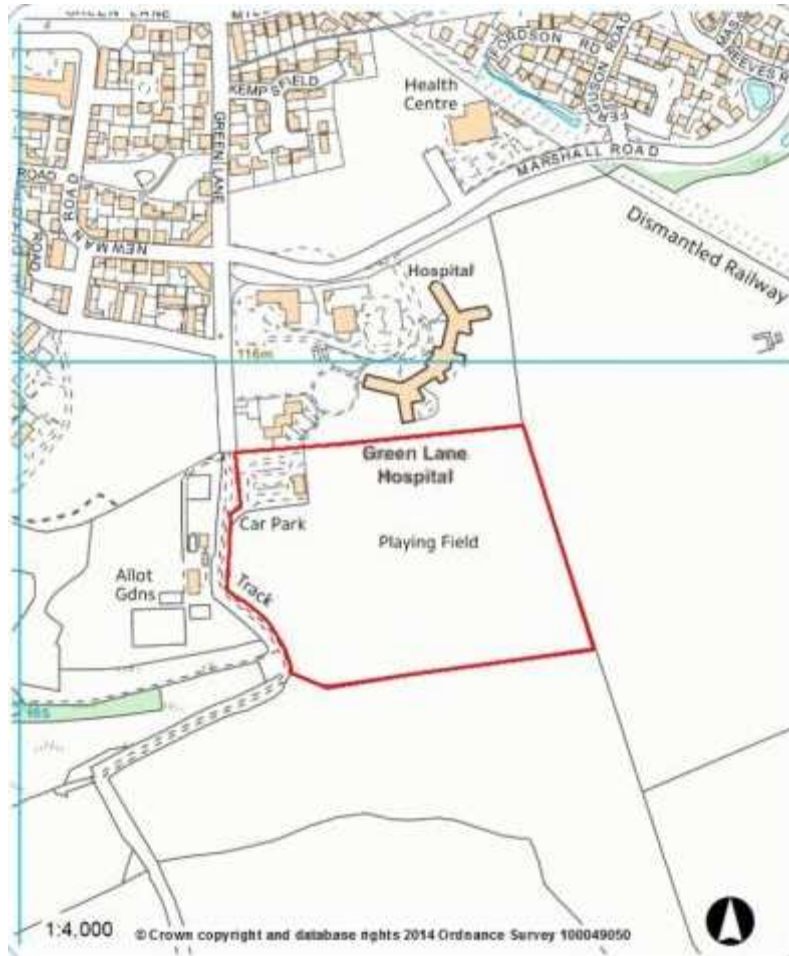 GREEN LANE
FORDSON RD
FERGUSON ROAD
REEVES R
KEMPSFIELD
Health
Centre
GREEN LANE
MARSHALL ROAD
ROAD
ROAD
ROAD
NEWMAN
Dismantled Railway
Hospital
116m
Green Lane
Hospital
Car Park
Playing Field
Allot
Gdns
Track
1:4,000
© Crown copyright and database rights 2014 Ordnance Survey 100049050